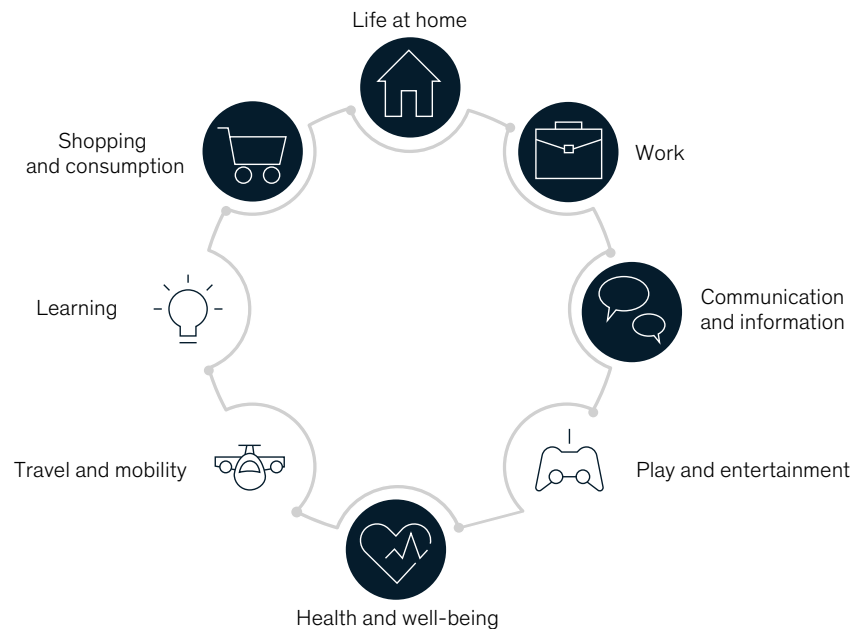 Life at home
Shopping
and consumption
Work
Learning
Communication
and information
Travel and mobility
Play and entertainment
Health and well-being